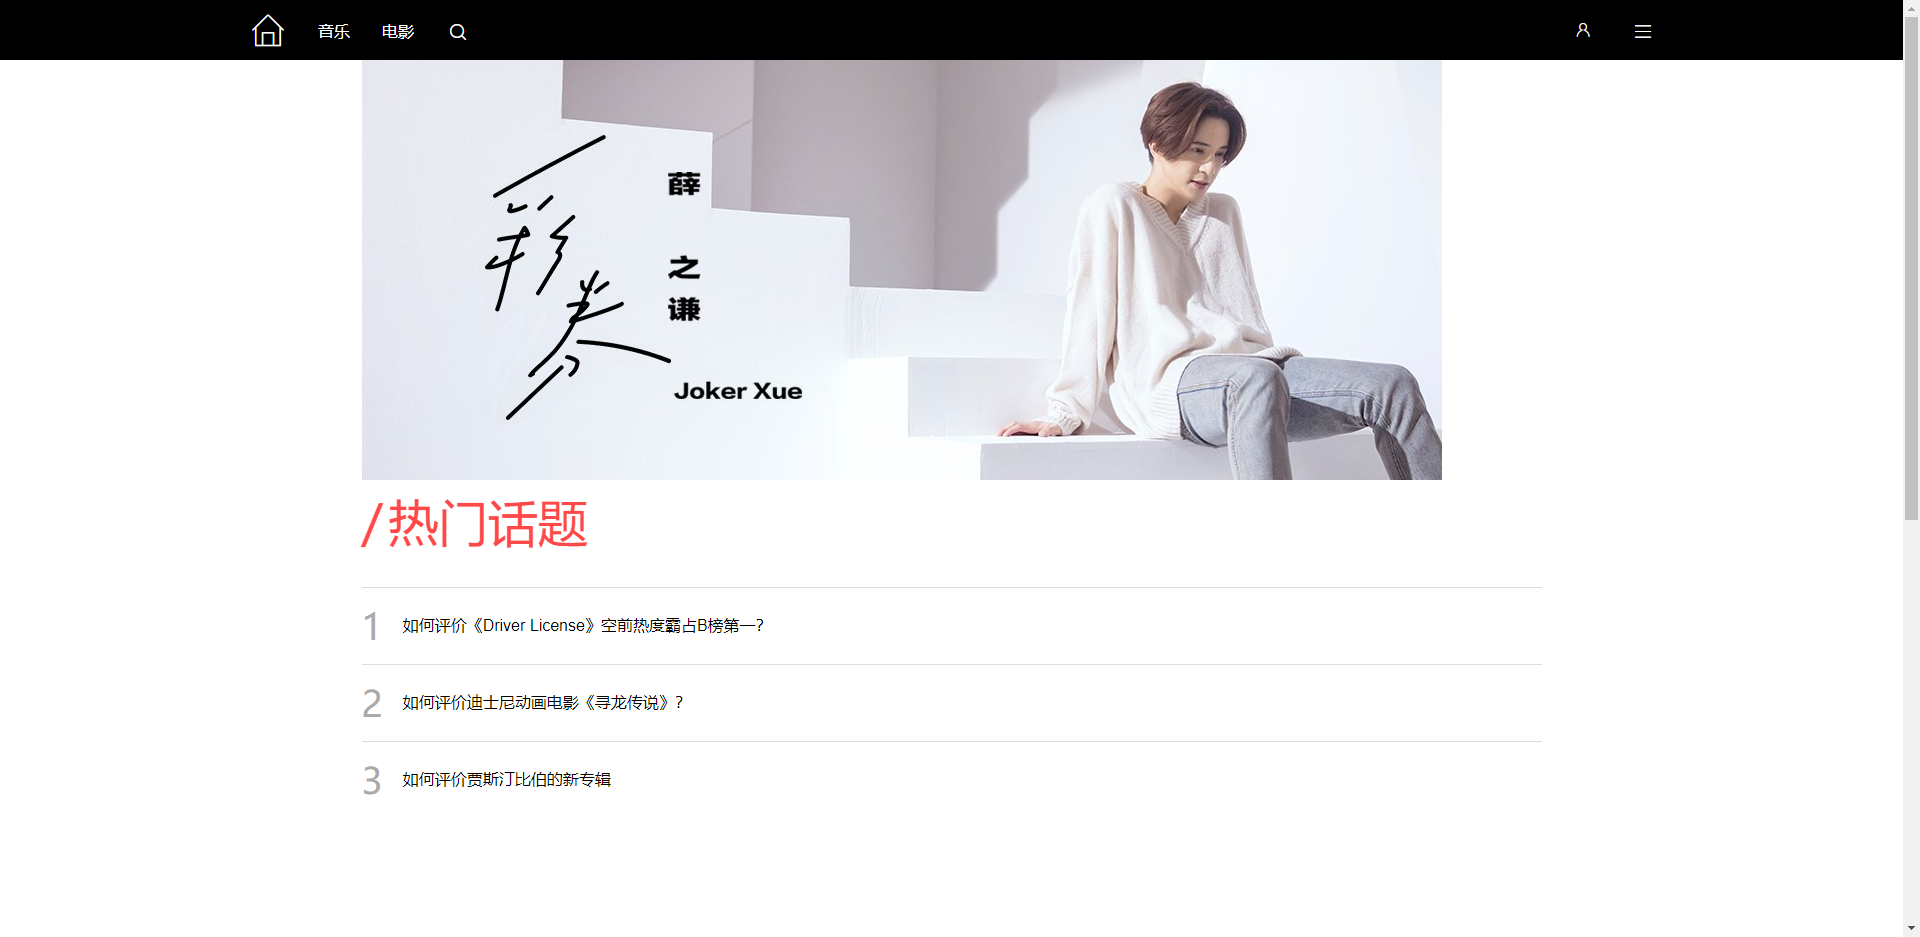 音乐 电影
彩券
薛之谦
Joker Xue
/热门话题
1 如何评价《Driver License》空前热度霸占B榜第一?
2 如何评价迪士尼动画电影《寻龙传说》?
3 如何评价贾斯汀比伯的新专辑